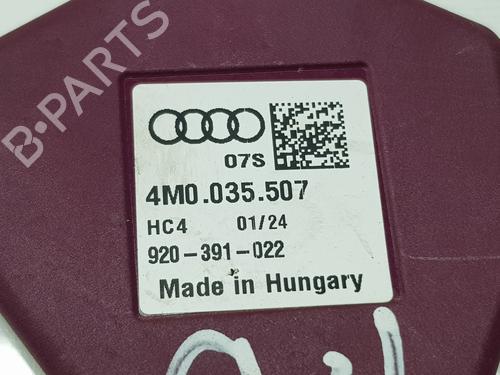 B-PARTS
07S
4M0.035.507
HC4 01/24
920-391-022
Made in Hungary